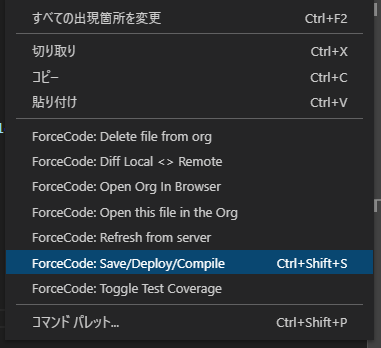 すべての出現箇所を変更 Ctrl+F2
切り取り Ctrl+X
コピー Ctrl+C
貼り付け Ctrl+V
ForceCode: Delete file from org
ForceCode: Diff Local <> Remote
ForceCode: Open Org In Browser
ForceCode: Open this file in the Org
ForceCode: Refresh from server
ForceCode: Save/Deploy/Compile Ctrl+Shift+S
ForceCode: Toggle Test Coverage
コマンド パレット... Ctrl+Shift+P